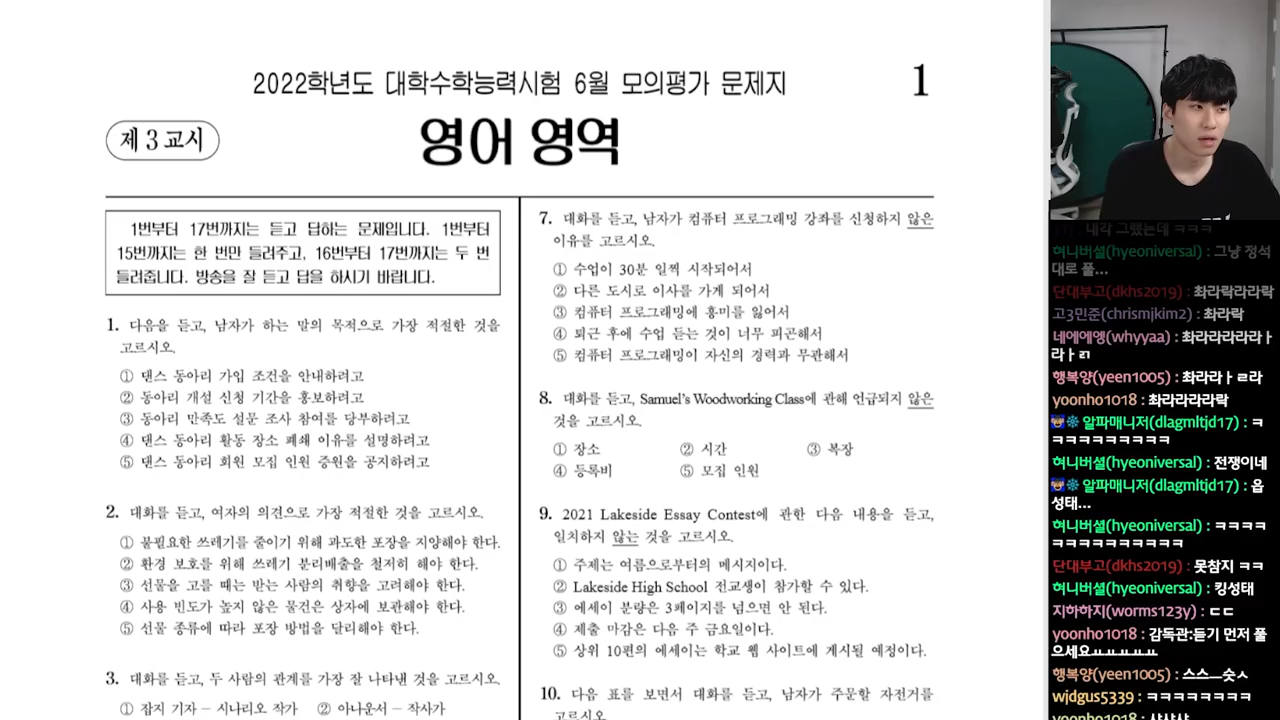 2022학년도 대학수학능력시험 6월 모의평가 문제지
1
제 3 교시
영어 영역
1번부터 17번까지는 듣고 답하는 문제입니다. 1번부터
15번까지는 한 번만 들려주고, 16번부터 17번까지는 두 번
들려줍니다. 방송을 잘 듣고 답을 하시기 바랍니다.
1. 다음을 듣고, 남자가 하는 말의 목적으로 가장 적절한 것을
고르시오.
① 댄스 동아리 가입 조건을 안내하려고
② 동아리 개설 신청 기간을 홍보하려고
③ 동아리 만족도 설문 조사 참여를 당부하려고
④ 댄스 동아리 활동 장소 폐쇄 이유를 설명하려고
⑤ 댄스 동아리 회원 모집 인원 증원을 공지하려고
2. 대화를 듣고, 여자의 의견으로 가장 적절한 것을 고르시오.
① 불필요한 쓰레기를 줄이기 위해 과도한 포장을 지양해야 한다.
② 환경 보호를 위해 쓰레기 분리배출을 철저히 해야 한다.
③ 선물을 고를 때는 받는 사람의 취향을 고려해야 한다.
④ 사용 빈도가 높지 않은 물건은 상자에 보관해야 한다.
⑤ 선물 종류에 따라 포장 방법을 달리해야 한다.
3. 대화를 듣고, 두 사람의 관계를 가장 잘 나타낸 것을 고르시오.
① 잡지 기자 – 시나리오 작가 ② 아나운서 – 작사가
7. 대화를 듣고, 남자가 컴퓨터 프로그래밍 강좌를 신청하지 않은
이유를 고르시오.
① 수업이 30분 일찍 시작되어서
② 다른 도시로 이사를 가게 되어서
③ 컴퓨터 프로그래밍에 흥미를 잃어서
④ 퇴근 후에 수업 듣는 것이 너무 피곤해서
⑤ 컴퓨터 프로그래밍이 자신의 경력과 무관해서
8. 대화를 듣고, Samuel's Woodworking Class에 관해 언급되지 않은
것을 고르시오.
① 장소 ② 시간 ③ 복장
④ 등록비 ⑤ 모집 인원
9. 2021 Lakeside Essay Contest에 관한 다음 내용을 듣고,
일치하지 않는 것을 고르시오.
① 주제는 여름으로부터의 메시지이다.
② Lakeside High School 전교생이 참가할 수 있다.
③ 에세이 분량은 3페이지를 넘으면 안 된다.
④ 제출 마감은 다음 주 금요일이다.
⑤ 상위 10편의 에세이는 학교 웹 사이트에 게시될 예정이다.
10. 다음 표를 보면서 대화를 듣고, 남자가 주문할 자전거를
고르시오.
내각 그랬는데 ㅋㅋㅋ
혀니버셜(hyeoniversal) : 그냥 정석
대로 풀...
단대부고(dkhs2019) : 촤라락라라락
고3민준(chrismjkim2) : 촤라락
네에에엥(whyyaa) : 촤라라라라라ㅏ
라ㅏㄺ
행복양(yeen1005) : 촤라라ㅏㄹ라
yoonho1018 : 촤라라라라락
알파매니저(dlagmltjd17) : ㅋ
ㅋㅋㅋㅋㅋㅋㅋㅋㅋ
혀니버셜(hyeoniversal) : 전쟁이네
알파매니저(dlagmltjd17) : 읍
성태...
혀니버셜(hyeoniversal) : ㅋㅋㅋㅋ
ㅋㅋㅋㅋㅋㅋㅋㅋㅋㅋ
단대부고(dkhs2019) : 못참지 ㅋㅋ
혀니버셜(hyeoniversal) : 킹성태
지하하지(worms123y) : ㄷㄷ
yoonho1018 : 감독관:듣기 먼저 풀
으세요ㅛㅛㅛㅛㅛ
행복양(yeen1005) : 스스ㅡ슷ㅅ
wjdgus5339 : ㅋㅋㅋㅋㅋㅋㅋㅋ
yoonho1018 : 샤샤샤